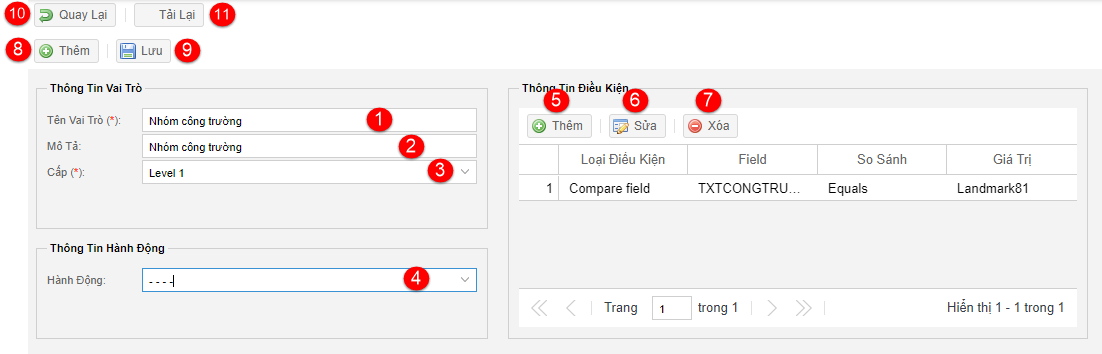 10 Quay Lại Tải Lại 11
8 Thêm Lưu 9
Thông Tin Vai Trò
Tên Vai Trò (*): Nhóm công trường 1
Mô Tả: Nhóm công trường 2
Cấp (*): Level 1 3
Thông Tin Hành Động
Hành Động: - - - - 4
Thông Tin Điều Kiện
5 6 7
Thêm Sửa Xóa
Loại Điều Kiện Field So Sánh Giá Trị
1 Compare field TXTCONGTRU... Equals Landmark81
Trang 1 trong 1 Hiển thị 1 - 1 trong 1